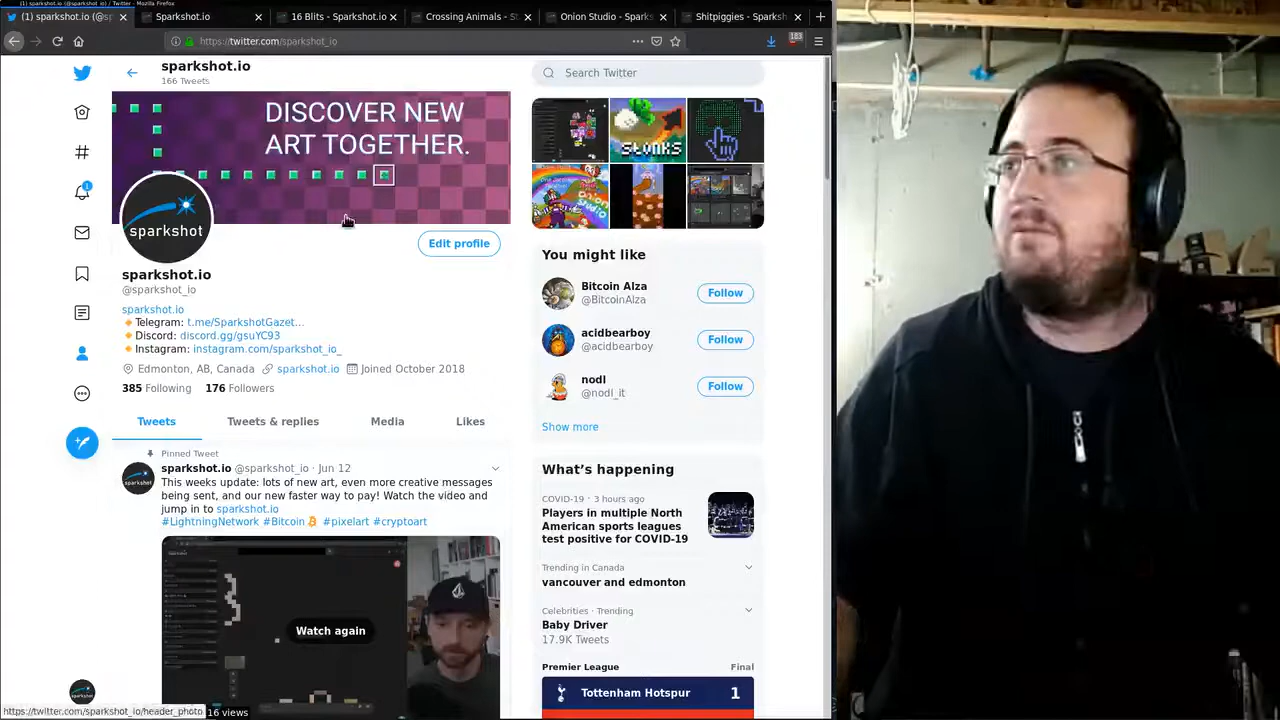 (1) sparkshot.io (@sparkshot_io) / Twitter - Mozilla Firefox
(1) sparkshot.io (@s
Sparkshot.io
16 Bits - Sparkshot.io
Crossing Animals - S
Shitplanes - Sparksh
https://twitter.com/sparkshot_io
183
sparkshot.io
166 Tweets
Search Twitter
DISCOVER NEW
ART TOGETHER.
stonks
sparkshot
Edit profile
sparkshot.io
@sparkshot_io
sparkshot.io
Telegram: t.me/SparkshotGazet…
Discord: discord.gg/gsuYC93
Instagram: instagram.com/sparkshot_io_
Edmonton, AB, Canada sparkshot.io Joined October 2018
385 Following 176 Followers
Tweets Tweets & replies Media Likes
Pinned Tweet
sparkshot.io @sparkshot_io · Jun 12
This weeks update: lots of new art, even more creative messages
being sent, and our new faster way to pay! Watch the video and
jump in to sparkshot.io
#LightningNetwork #Bitcoin #pixelart #cryptoart
Watch again
16 views
https://twitter.com/sparkshot_io/header_photo
1
You might like
Bitcoin Alza
@BitcoinAlza
Follow
acidbearboy
@acidbearboy
Follow
nodl
@nodl_it
Follow
Show more
What's happening
COVID-19 · 3 hours ago
Players in multiple North
American sports leagues
test positive for COVID-19
Trending in Canada
vancouver and edmonton
Celebrities · Trending
Baby Driver
17.9K Tweets
Premier League Final
Tottenham Hotspur 1